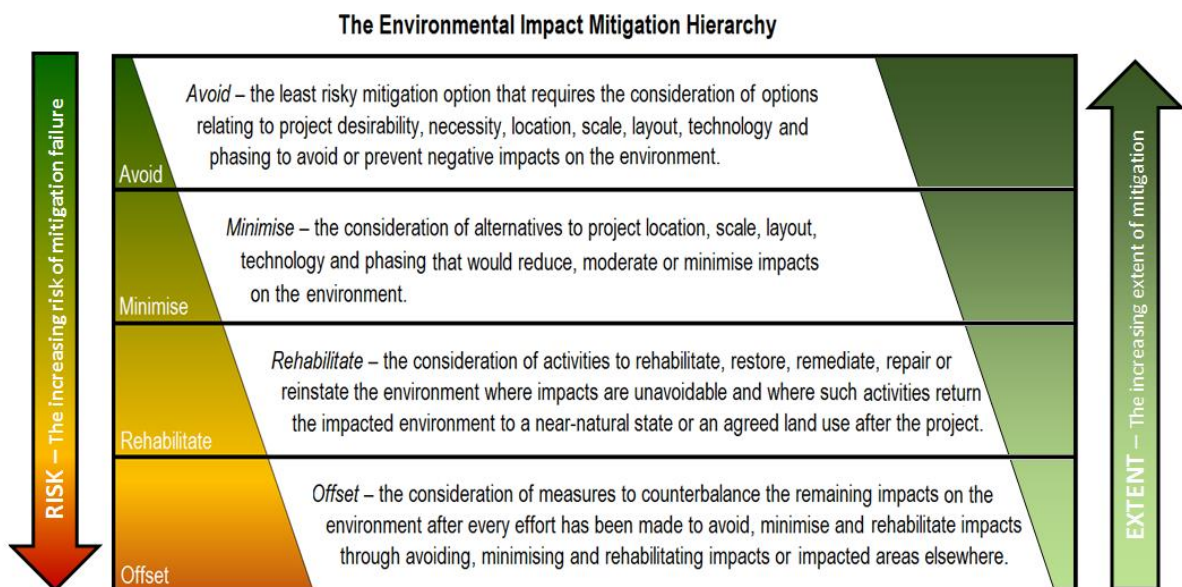 The Environmental Impact Mitigation Hierarchy
RISK – The increasing risk of mitigation failure
Avoid – the least risky mitigation option that requires the consideration of options
relating to project desirability, necessity, location, scale, layout, technology and
phasing to avoid or prevent negative impacts on the environment.
Avoid
Minimise – the consideration of alternatives to project location, scale, layout,
technology and phasing that would reduce, moderate or minimise impacts
on the environment.
Minimise
Rehabilitate – the consideration of activities to rehabilitate, restore, remediate, repair or
reinstate the environment where impacts are unavoidable and where such activities return
the impacted environment to a near-natural state or an agreed land use after the project.
Rehabilitate
Offset – the consideration of measures to counterbalance the remaining impacts on the
environment after every effort has been made to avoid, minimise and rehabilitate impacts
through avoiding, minimising and rehabilitating impacts or impacted areas elsewhere.
Offset
EXTENT – The increasing extent of mitigation